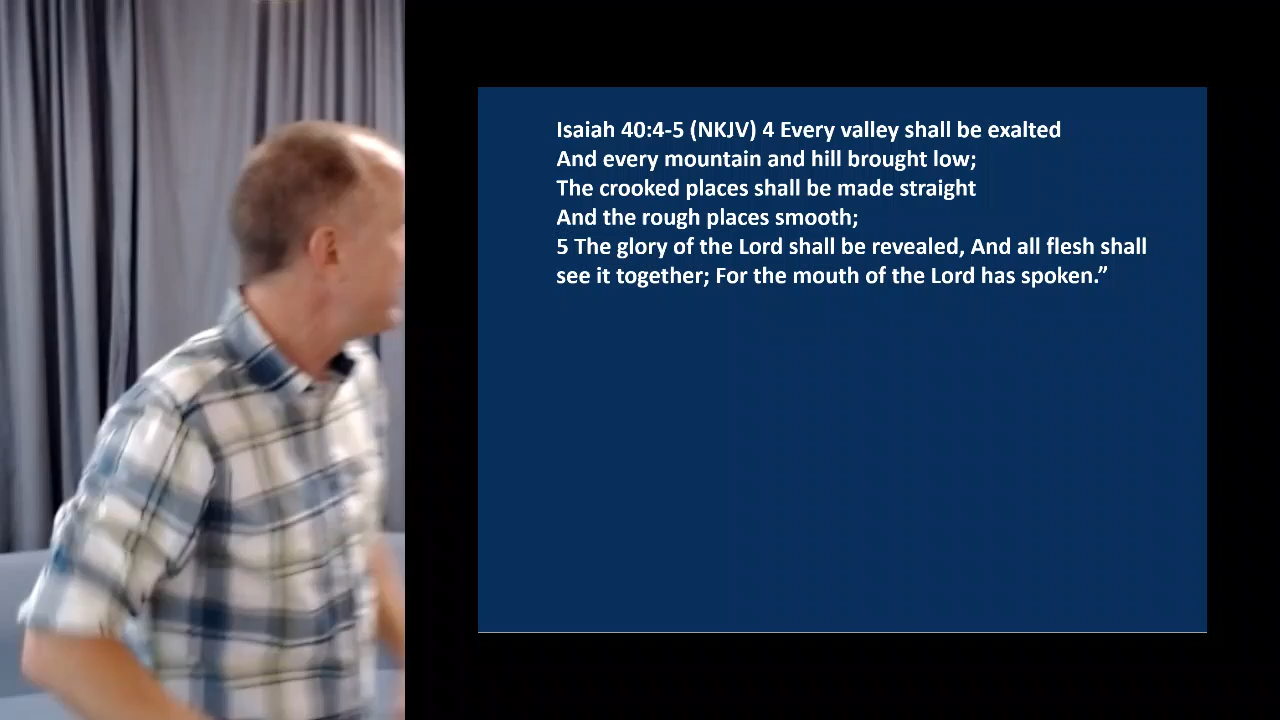 Isaiah 40:4-5 (NKJV) 4 Every valley shall be exalted
And every mountain and hill brought low;
The crooked places shall be made straight
And the rough places smooth;
5 The glory of the Lord shall be revealed, And all flesh shall
see it together; For the mouth of the Lord has spoken.”